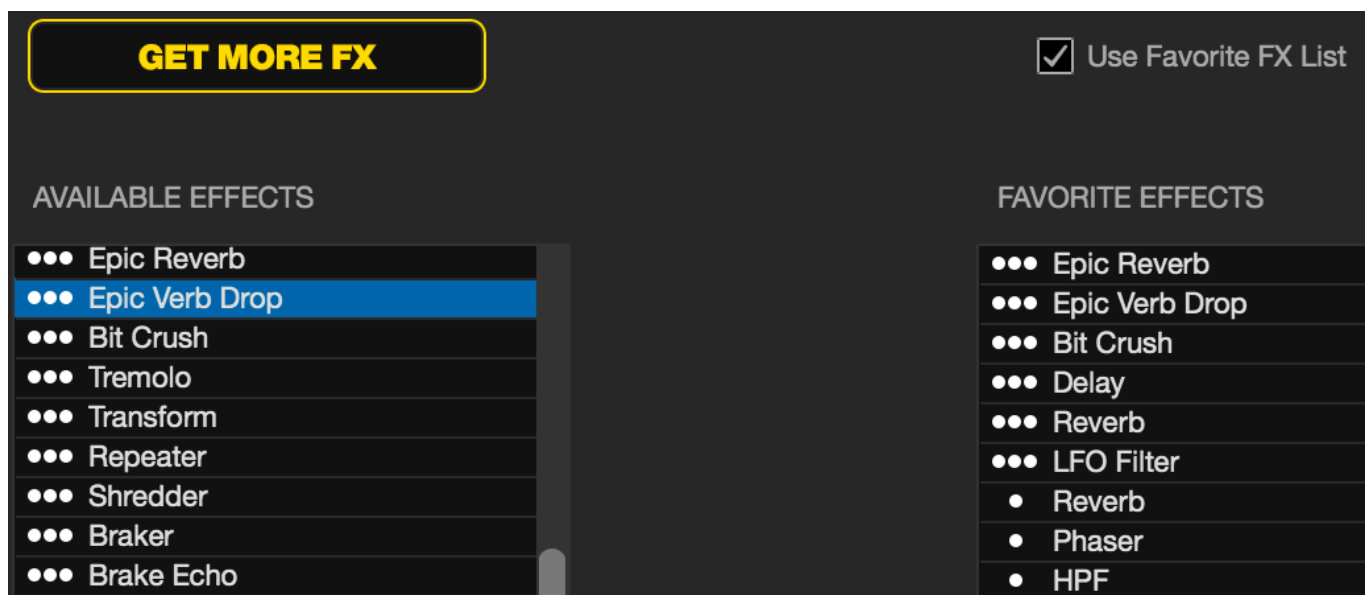 GET MORE FX
Use Favorite FX List
AVAILABLE EFFECTS
Epic Reverb
Epic Verb Drop
Bit Crush
Tremolo
Transform
Repeater
Shredder
Braker
Brake Echo
FAVORITE EFFECTS
Epic Reverb
Epic Verb Drop
Bit Crush
Delay
Reverb
LFO Filter
Reverb
Phaser
HPF